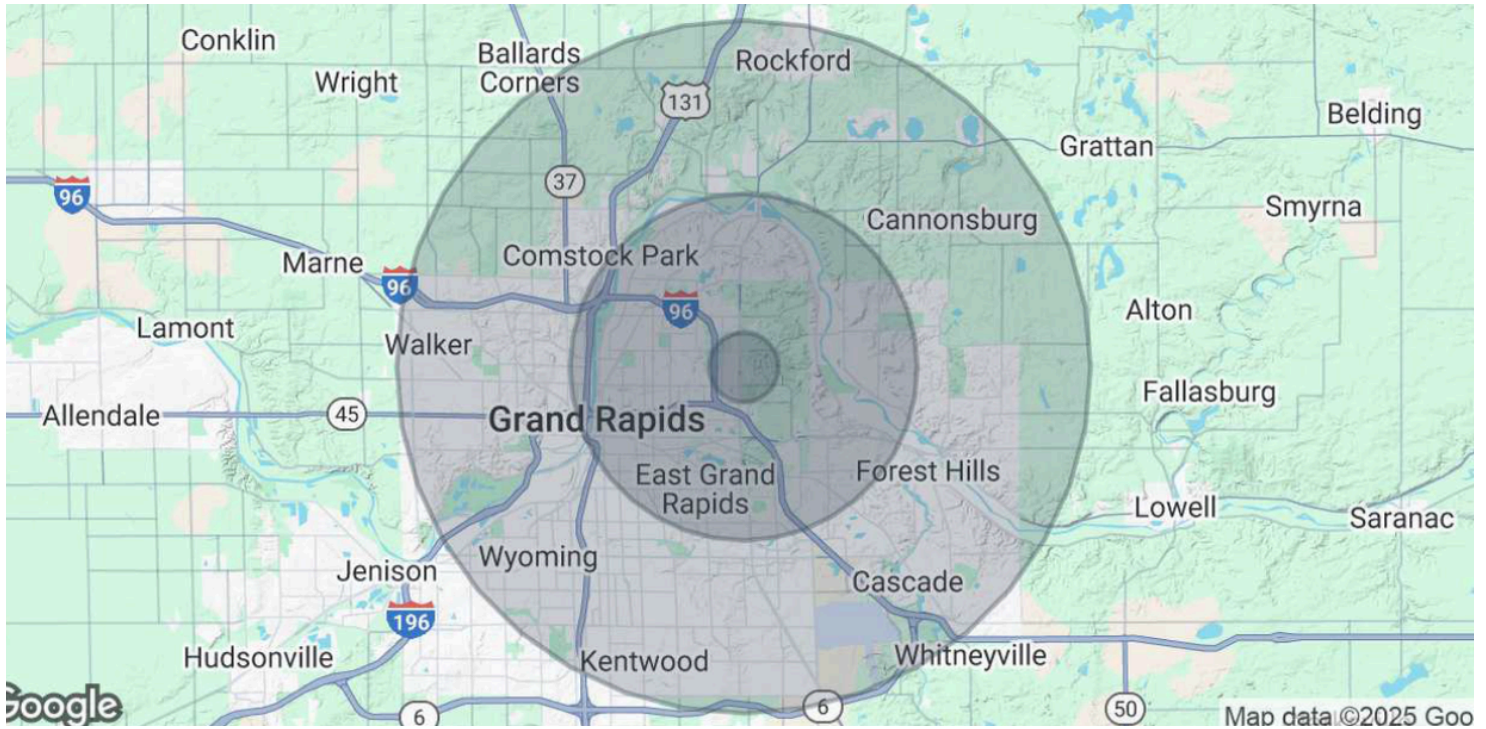 Conklin
Ballards
Corners
Rockford
Wright
131
Belding
Grattan
37
96
Smyrna
Cannonsburg
Comstock Park
Marne
96
96
Alton
Lamont
Walker
Fallasburg
Allendale
45
Grand Rapids
East Grand
Rapids
Forest Hills
Lowell
Saranac
Wyoming
Jenison
Cascade
196
Hudsonville
Kentwood
Whitneyville
Google
6
6
50
Map data ©2025 Goo